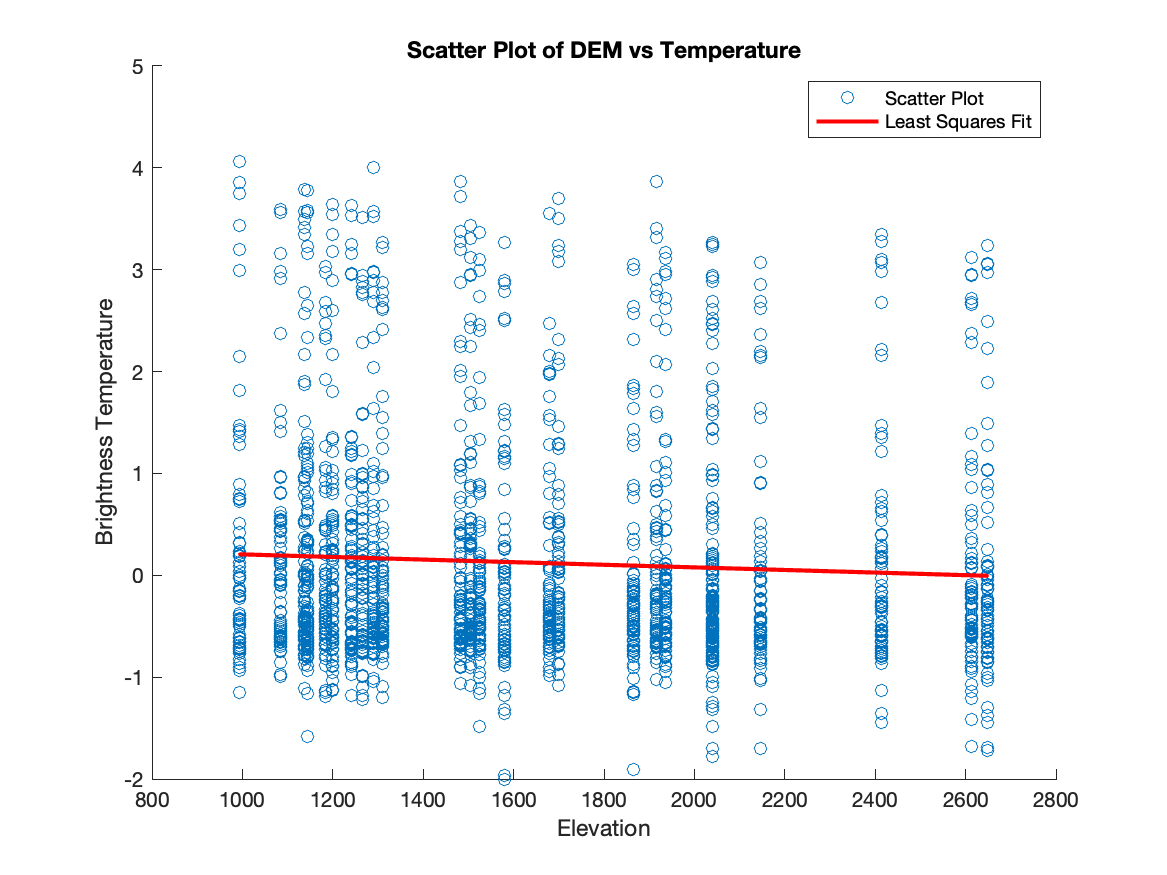 Scatter Plot of DEM vs Temperature
5
4
3
2
1
0
-1
-2
Brightness Temperature
Scatter Plot
Least Squares Fit
800 1000 1200 1400 1600 1800 2000 2200 2400 2600 2800
Elevation